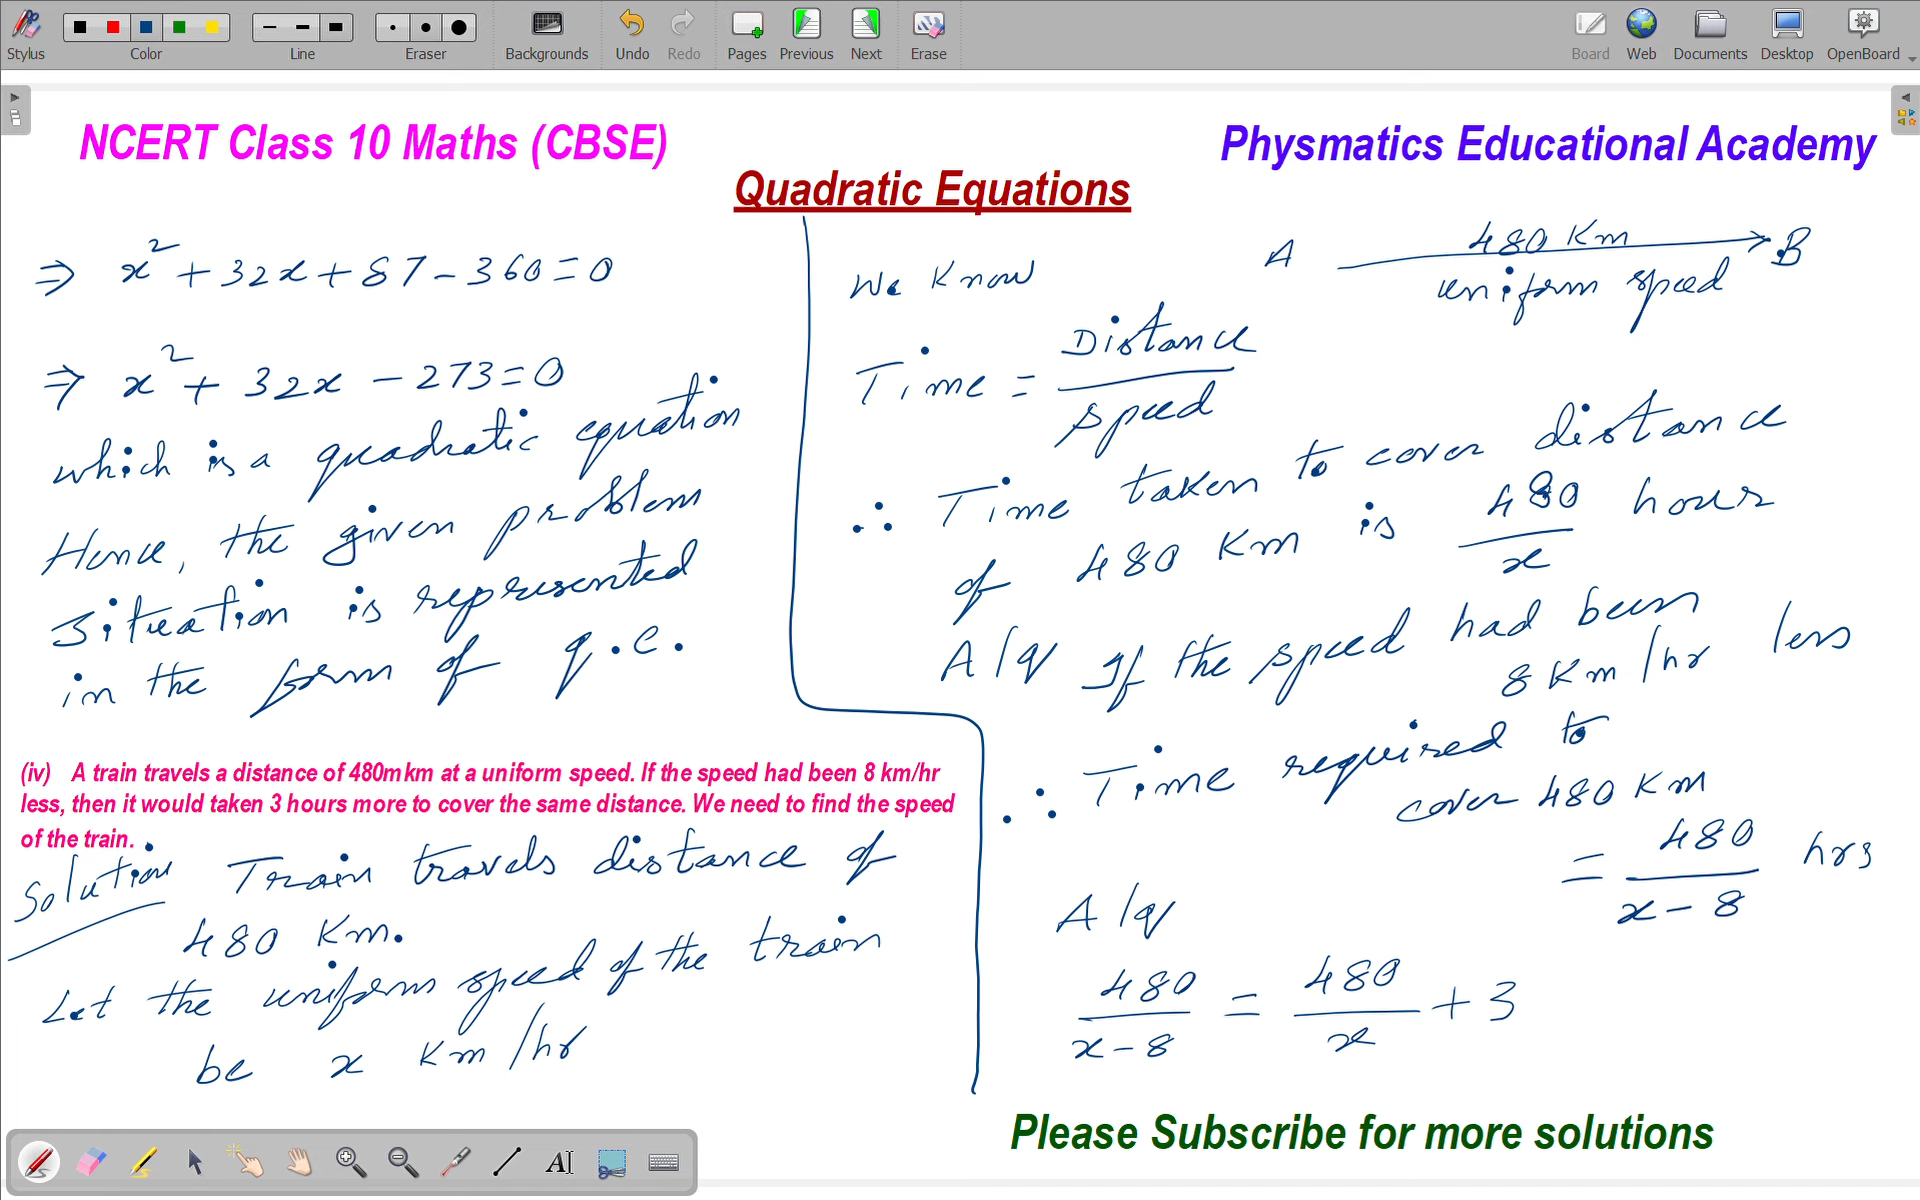 Stylus
Color
Line
Eraser
Backgrounds
Undo
Redo
Pages
Previous
Next
Erase
Board
Web
Documents
Desktop
OpenBoard
NCERT Class 10 Maths (CBSE)
Physmatics Educational Academy
Quadratic Equations
⇒ x² + 32x + 87 - 360 = 0
⇒ x² + 32x - 273 = 0
which is a quadratic equation
Hence, the given problem
situation is represented
in the form of q.e.
(iv) A train travels a distance of 480mkm at a uniform speed. If the speed had been 8 km/hr
less, then it would taken 3 hours more to cover the same distance. We need to find the speed
of the train.
Solution Train travels distance of
480 Km.
Let the uniform speed of the train
be x Km/hr
A 480 Km B
uniform speed
We Know
Time = Distance / Speed
∴ Time taken to cover distance
of 480 Km is 480/x hours
A/q If the speed had been
8 Km/hr less
∴ Time required to
cover 480 Km
= 480/(x-8) hrs
A/q
480/(x-8) = 480/x + 3
Please Subscribe for more solutions
AI